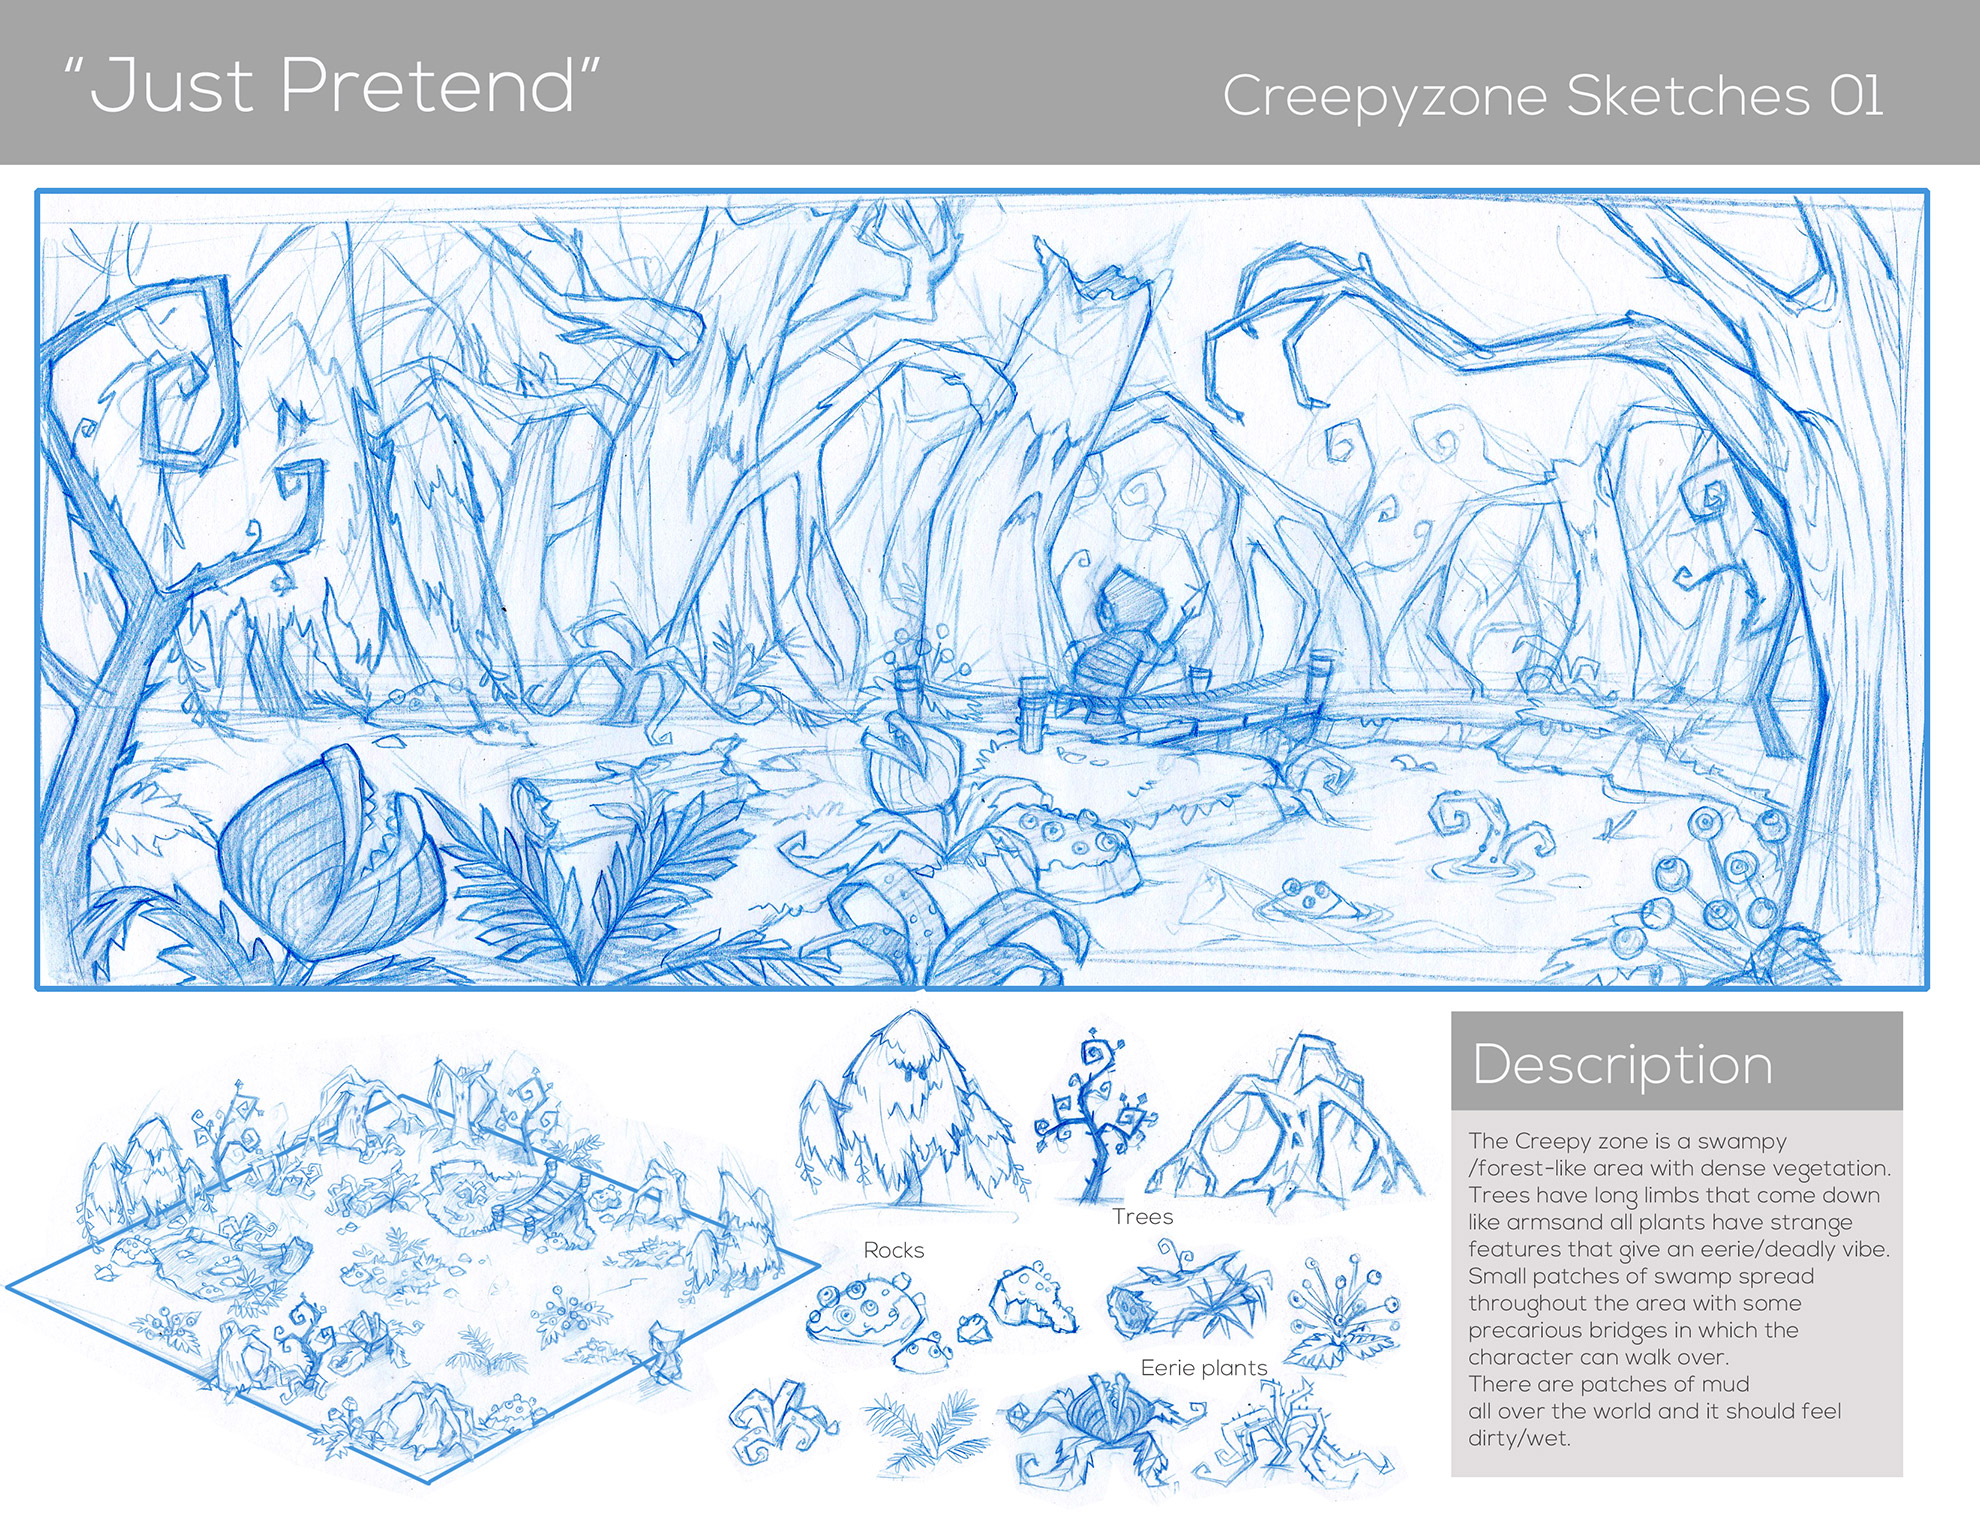 “Just Pretend”
Creepyzone Sketches 01
Trees
Rocks
Eerie plants
Description
The Creepy zone is a swampy
/forest-like area with dense vegetation.
Trees have long limbs that come down
like armsand all plants have strange
features that give an eerie/deadly vibe.
Small patches of swamp spread
throughout the area with some
precarious bridges in which the
character can walk over.
There are patches of mud
all over the world and it should feel
dirty/wet.